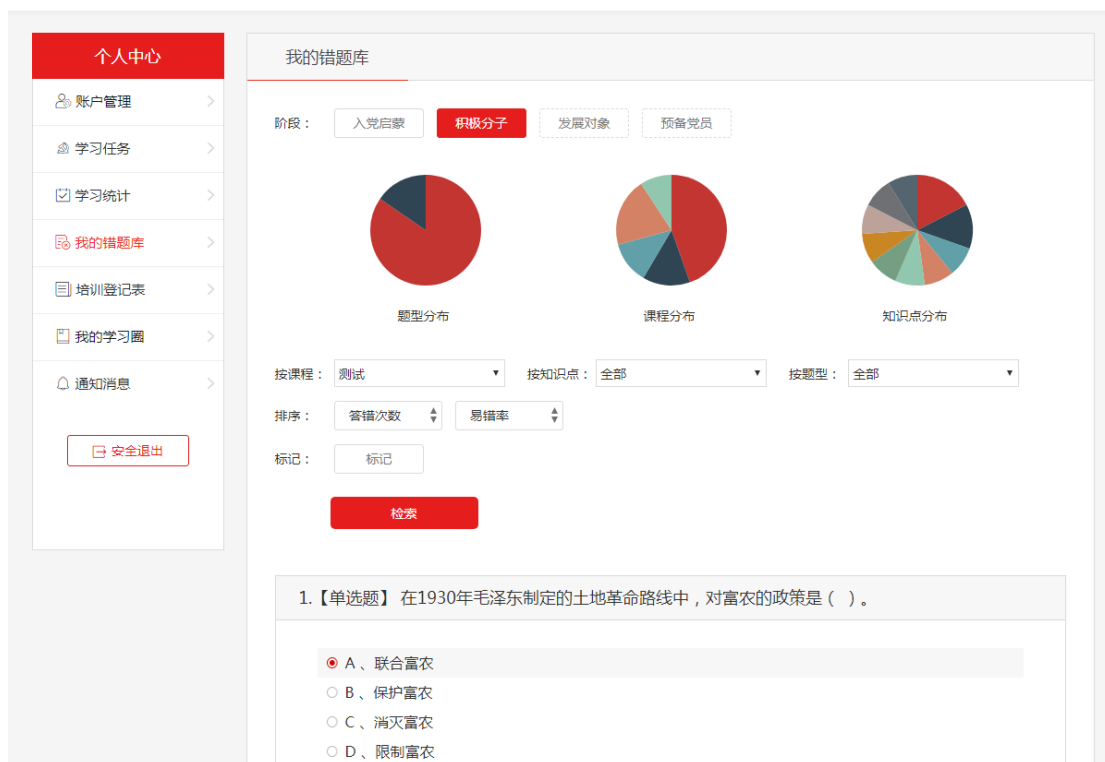 个人中心
账户管理
学习任务
学习统计
我的错题库
培训登记表
我的学习圈
通知消息
安全退出
我的错题库
阶段： 入党启蒙 积极分子 发展对象 预备党员
题型分布 课程分布 知识点分布
按课程： 测试 按知识点： 全部 按题型： 全部
排序： 答错次数 易错率
标记： 标记
检索
1.【单选题】 在1930年毛泽东制定的土地革命路线中，对富农的政策是（ ）。
A 、联合富农
B 、保护富农
C 、消灭富农
D 、限制富农